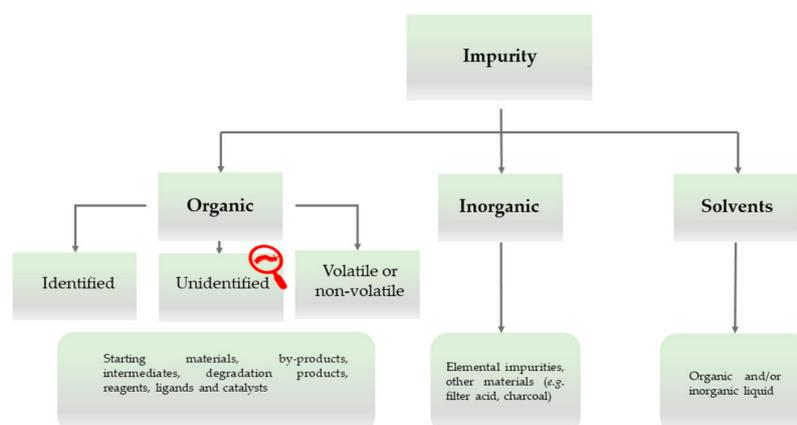 Impurity
Organic
Inorganic
Solvents
Identified
Unidentified
Volatile or
non-volatile
Starting materials, by-products,
intermediates, degradation products,
reagents, ligands and catalysts
Elemental impurities,
other materials (e.g.
filter acid, charcoal)
Organic and/or
inorganic liquid